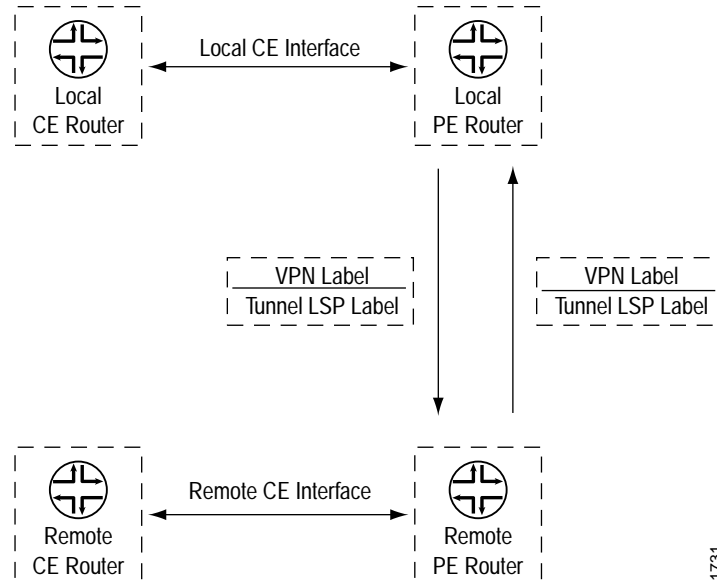 Local CE Interface
Local
CE Router
Local
PE Router
VPN Label
Tunnel LSP Label
VPN Label
Tunnel LSP Label
Remote CE Interface
Remote
CE Router
Remote
PE Router
1731